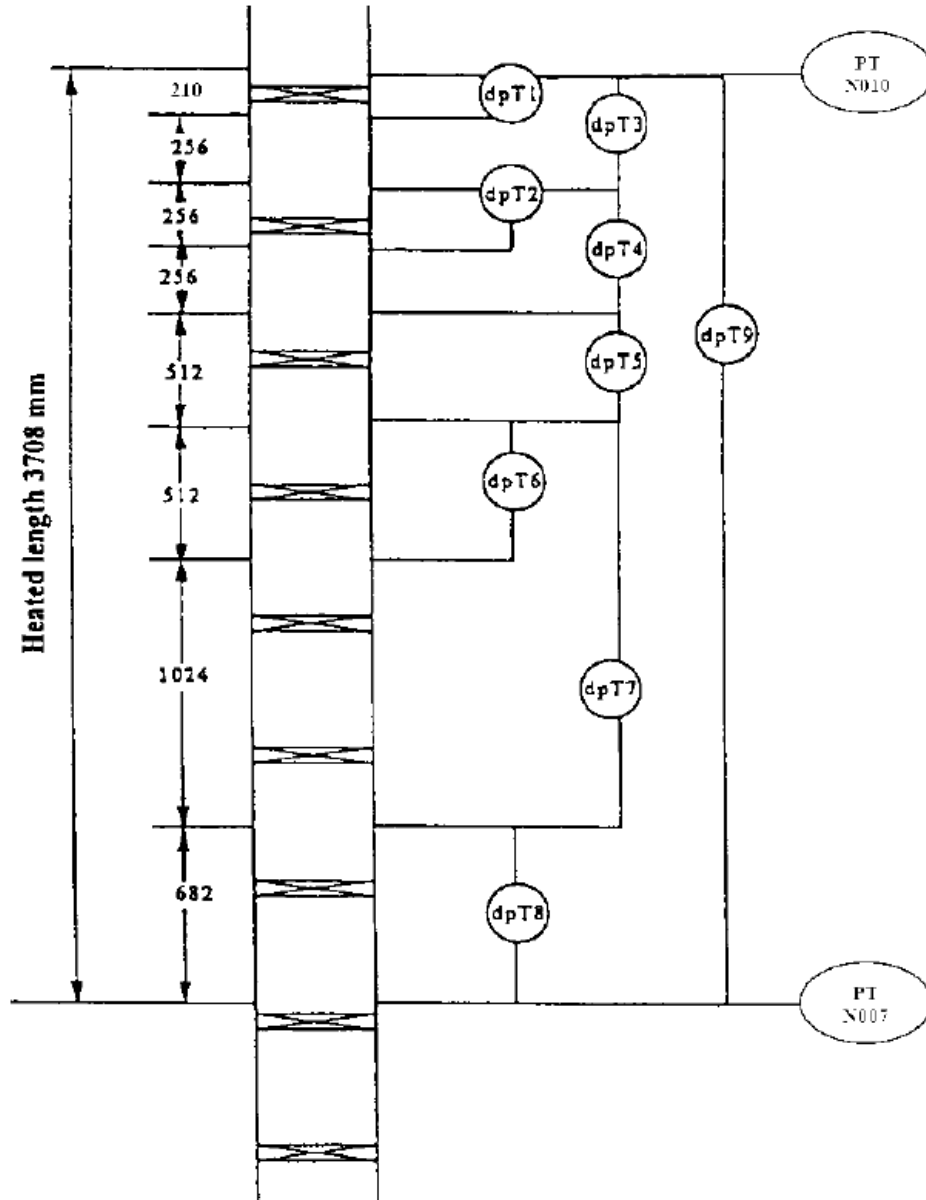 PT
N010
dpT1
210
dpT3
256
dpT2
256
dpT4
256
dpT9
dpT5
512
dpT6
512
Heated length 3708 mm
1024
dpT7
682
dpT8
PT
N007